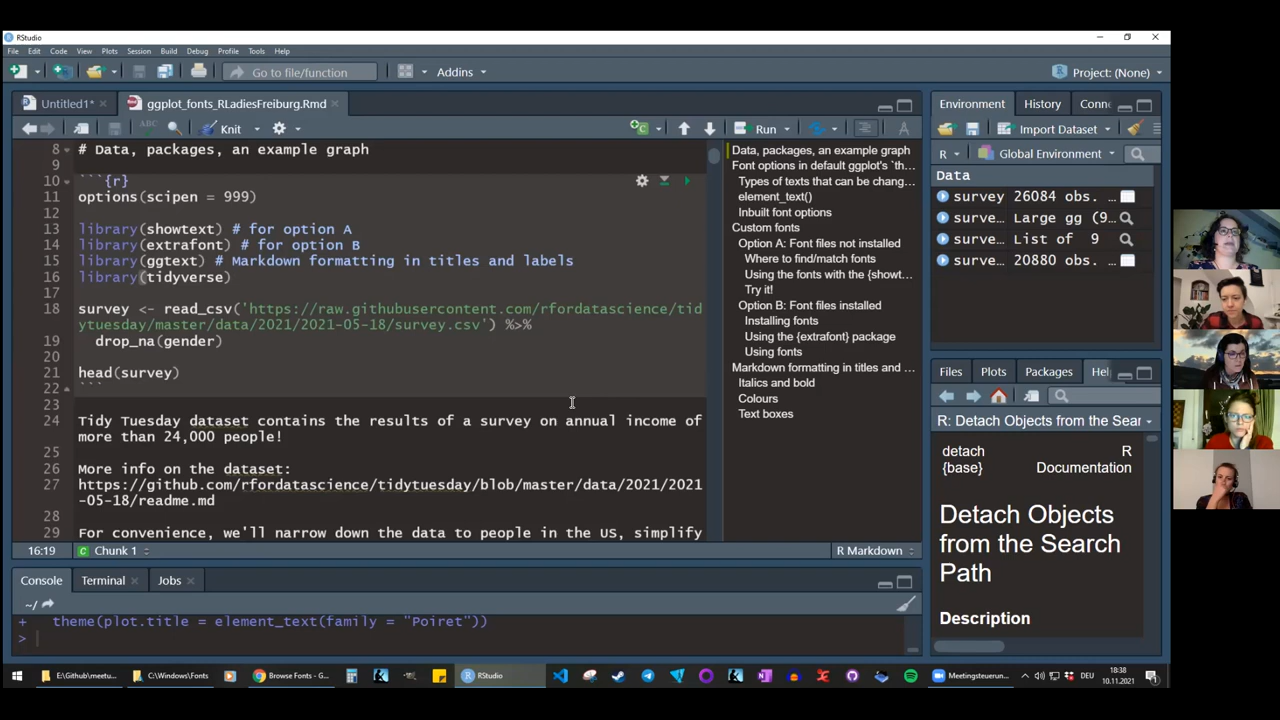 RStudio
File Edit Code View Plots Session Build Debug Profile Tools Help
Go to file/function Addins Project: (None)
Untitled1* ggplot_fonts_RLadiesFreiburg.Rmd
ABC Knit Run
8 # Data, packages, an example graph
9
10 ```{r}
11 options(scipen = 999)
12
13 library(showtext) # for option A
14 library(extrafont) # for option B
15 library(ggtext) # Markdown formatting in titles and labels
16 library(tidyverse)
17
18 survey <- read_csv('https://raw.githubusercontent.com/rfordatascience/tid
ytuesday/master/data/2021/2021-05-18/survey.csv') %>%
19 drop_na(gender)
20
21 head(survey)
22 ```
23
24 Tidy Tuesday dataset contains the results of a survey on annual income of
more than 24,000 people!
25
26 More info on the dataset:
27 https://github.com/rfordatascience/tidytuesday/blob/master/data/2021/2021
-05-18/readme.md
28
29 For convenience, we'll narrow down the data to people in the US, simplify
16:19 Chunk 1 R Markdown
Data, packages, an example graph
Font options in default ggplot's `th...
Types of texts that can be chang...
element_text()
Inbuilt font options
Custom fonts
Option A: Font files not installed
Where to find/match fonts
Using the fonts with the {showt...
Try it!
Option B: Font files installed
Installing fonts
Using the {extrafont} package
Using fonts
Markdown formatting in titles and ...
Italics and bold
Colours
Text boxes
Console Terminal Jobs
~/
+ theme(plot.title = element_text(family = "Poiret"))
>
Environment History Conne
Import Dataset
R Global Environment
Data
survey 26084 obs. ...
surve… Large gg (9…
surve… List of 9
surve… 20880 obs. ...
Files Plots Packages Hel
R: Detach Objects from the Sear
detach R
{base} Documentation
Detach Objects
from the Search
Path
Description
E:\Github\meetu... C:\Windows\Fonts Browse Fonts - G... RStudio Meetingsteuerun... DEU 18:38
10.11.2021